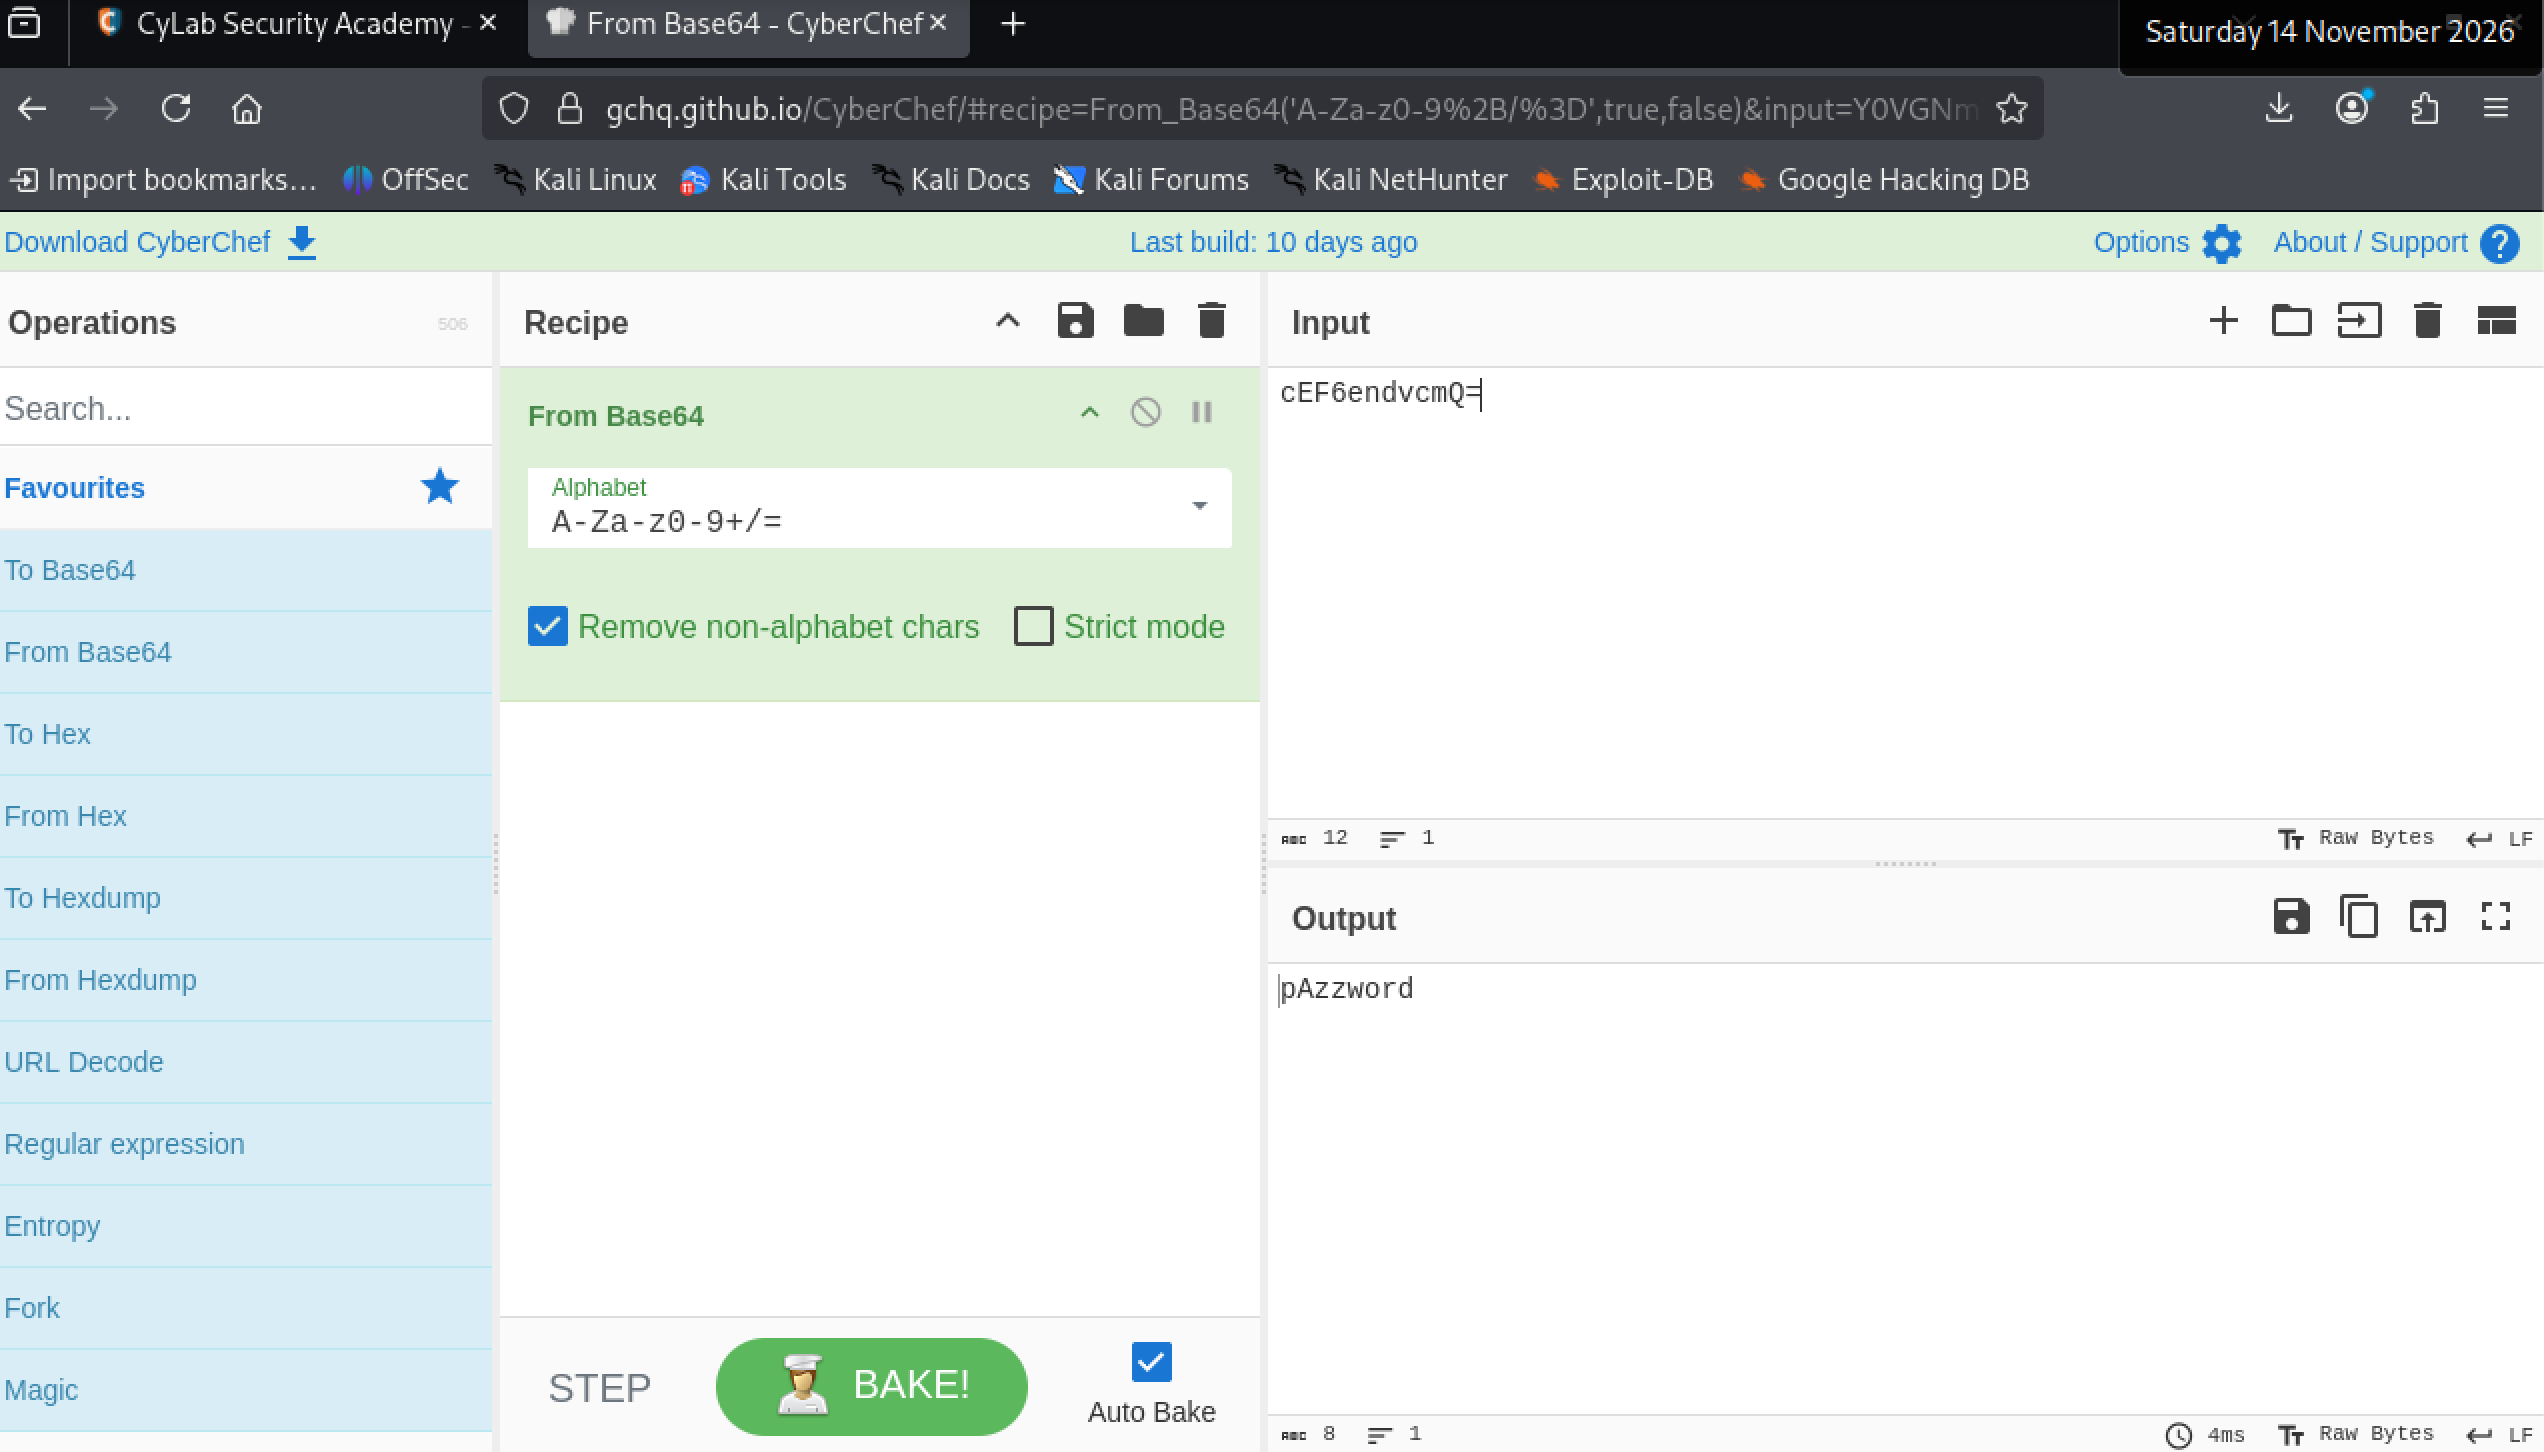 CyLab Security Academy -
From Base64 - CyberChef
Saturday 14 November 2026
gchq.github.io/CyberChef/#recipe=From_Base64('A-Za-z0-9%2B/%3D',true,false)&input=Y0VGNm
Import bookmarks...
OffSec
Kali Linux
Kali Tools
Kali Docs
Kali Forums
Kali NetHunter
Exploit-DB
Google Hacking DB
Download CyberChef
Last build: 10 days ago
Options
About / Support
Operations
506
Search...
Favourites
To Base64
From Base64
To Hex
From Hex
To Hexdump
From Hexdump
URL Decode
Regular expression
Entropy
Fork
Magic
Recipe
From Base64
Alphabet
A-Za-z0-9+/=
Remove non-alphabet chars
Strict mode
STEP
BAKE!
Auto Bake
Input
cEF6endvcmQ=
ABC 12
1
Raw Bytes
LF
Output
pAzzword
ABC 8
1
4ms
Raw Bytes
LF